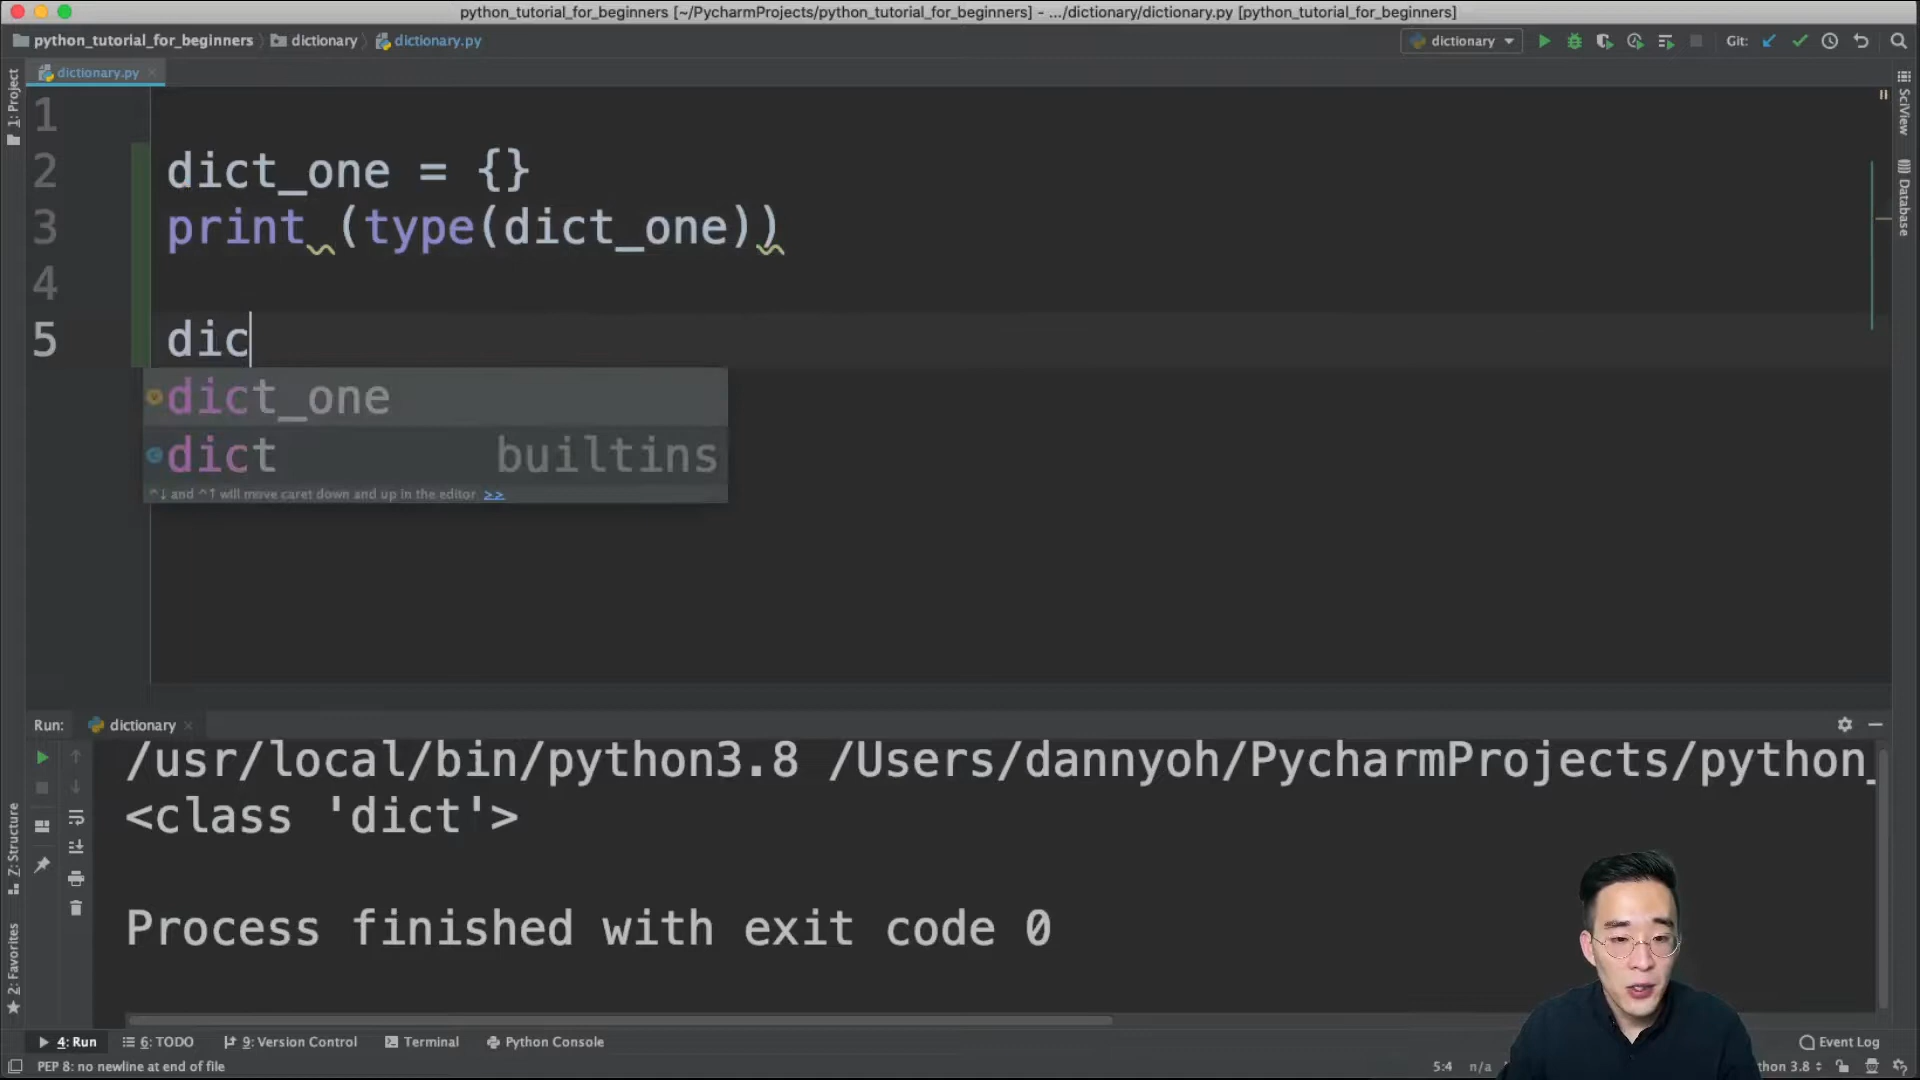 python_tutorial_for_beginners [~/PycharmProjects/python_tutorial_for_beginners] - .../dictionary/dictionary.py [python_tutorial_for_beginners]
python_tutorial_for_beginners dictionary dictionary.py
dictionary Git:
dictionary.py
1: Project
SciView
Database
1
2 dict_one = {}
3 print (type(dict_one))
4
5 dic
dict_one
dict builtins
^↓ and ^↑ will move caret down and up in the editor >>
Run: dictionary
/usr/local/bin/python3.8 /Users/dannyoh/PycharmProjects/python_
<class 'dict'>
Process finished with exit code 0
Z: Structure
2: Favorites
4: Run 6: TODO 9: Version Control Terminal Python Console Event Log
PEP 8: no newline at end of file 5:4 n/a thon 3.8